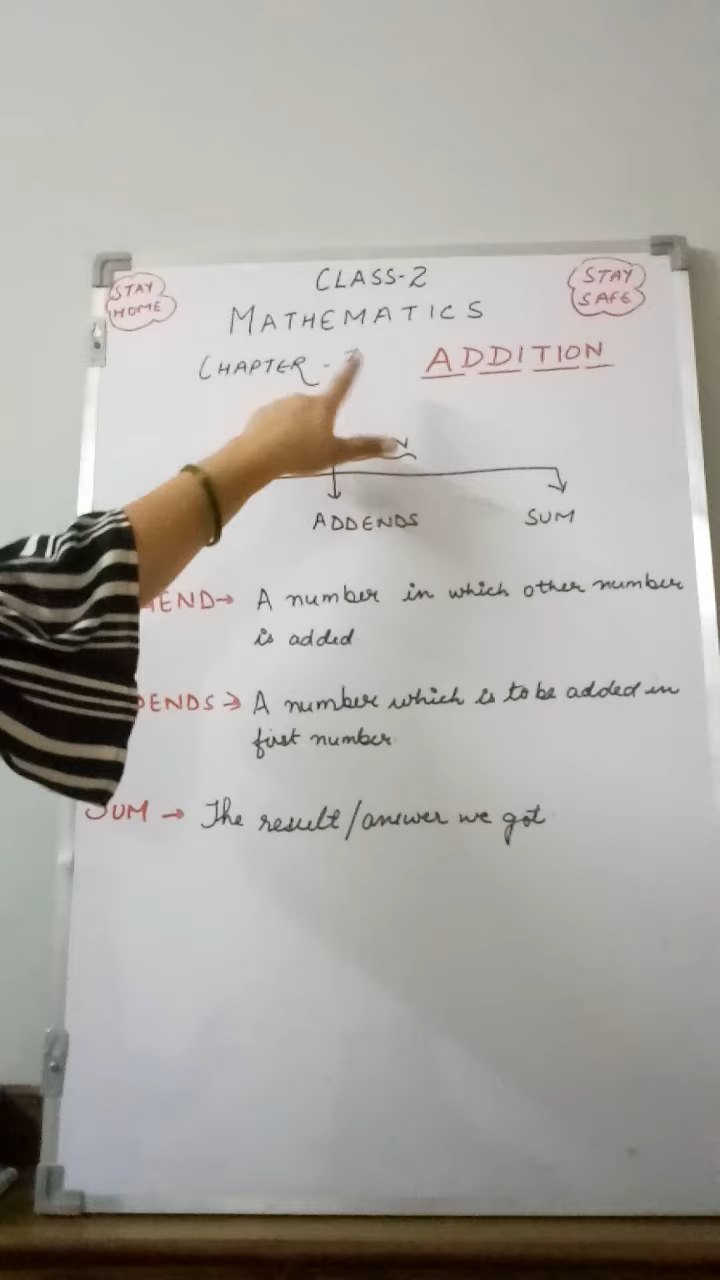 STAY
HOME
CLASS-2
STAY
SAFE
MATHEMATICS
CHAPTER -
ADDITION
ADDENDS
SUM
A number in which other number
is added
A number which is to be added in
first number
SUM → The result/answer we got